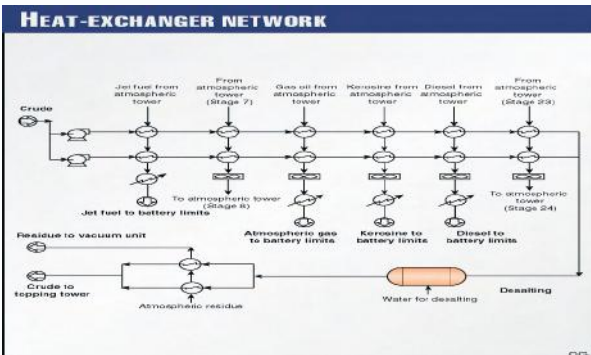 HEAT-EXCHANGER NETWORK
Crude
Jet fuel from
atmospheric
tower
From
atmospheric
tower
(Stage 7)
Gas oil from
atmospheric
tower
Kerosine from
atmospheric
tower
Diesel from
atmospheric
tower
From
atmospheric
tower
(Stage 23)
To atmospheric tower
(Stage 8)
To atmospheric
tower
(Stage 24)
Jet fuel to battery limits
Atmospheric gas
to battery limits
Kerosine to
battery limits
Diesel to
battery limits
Residue to vacuum unit
Crude to
topping tower
Atmospheric residue
Water for desalting
Desalting